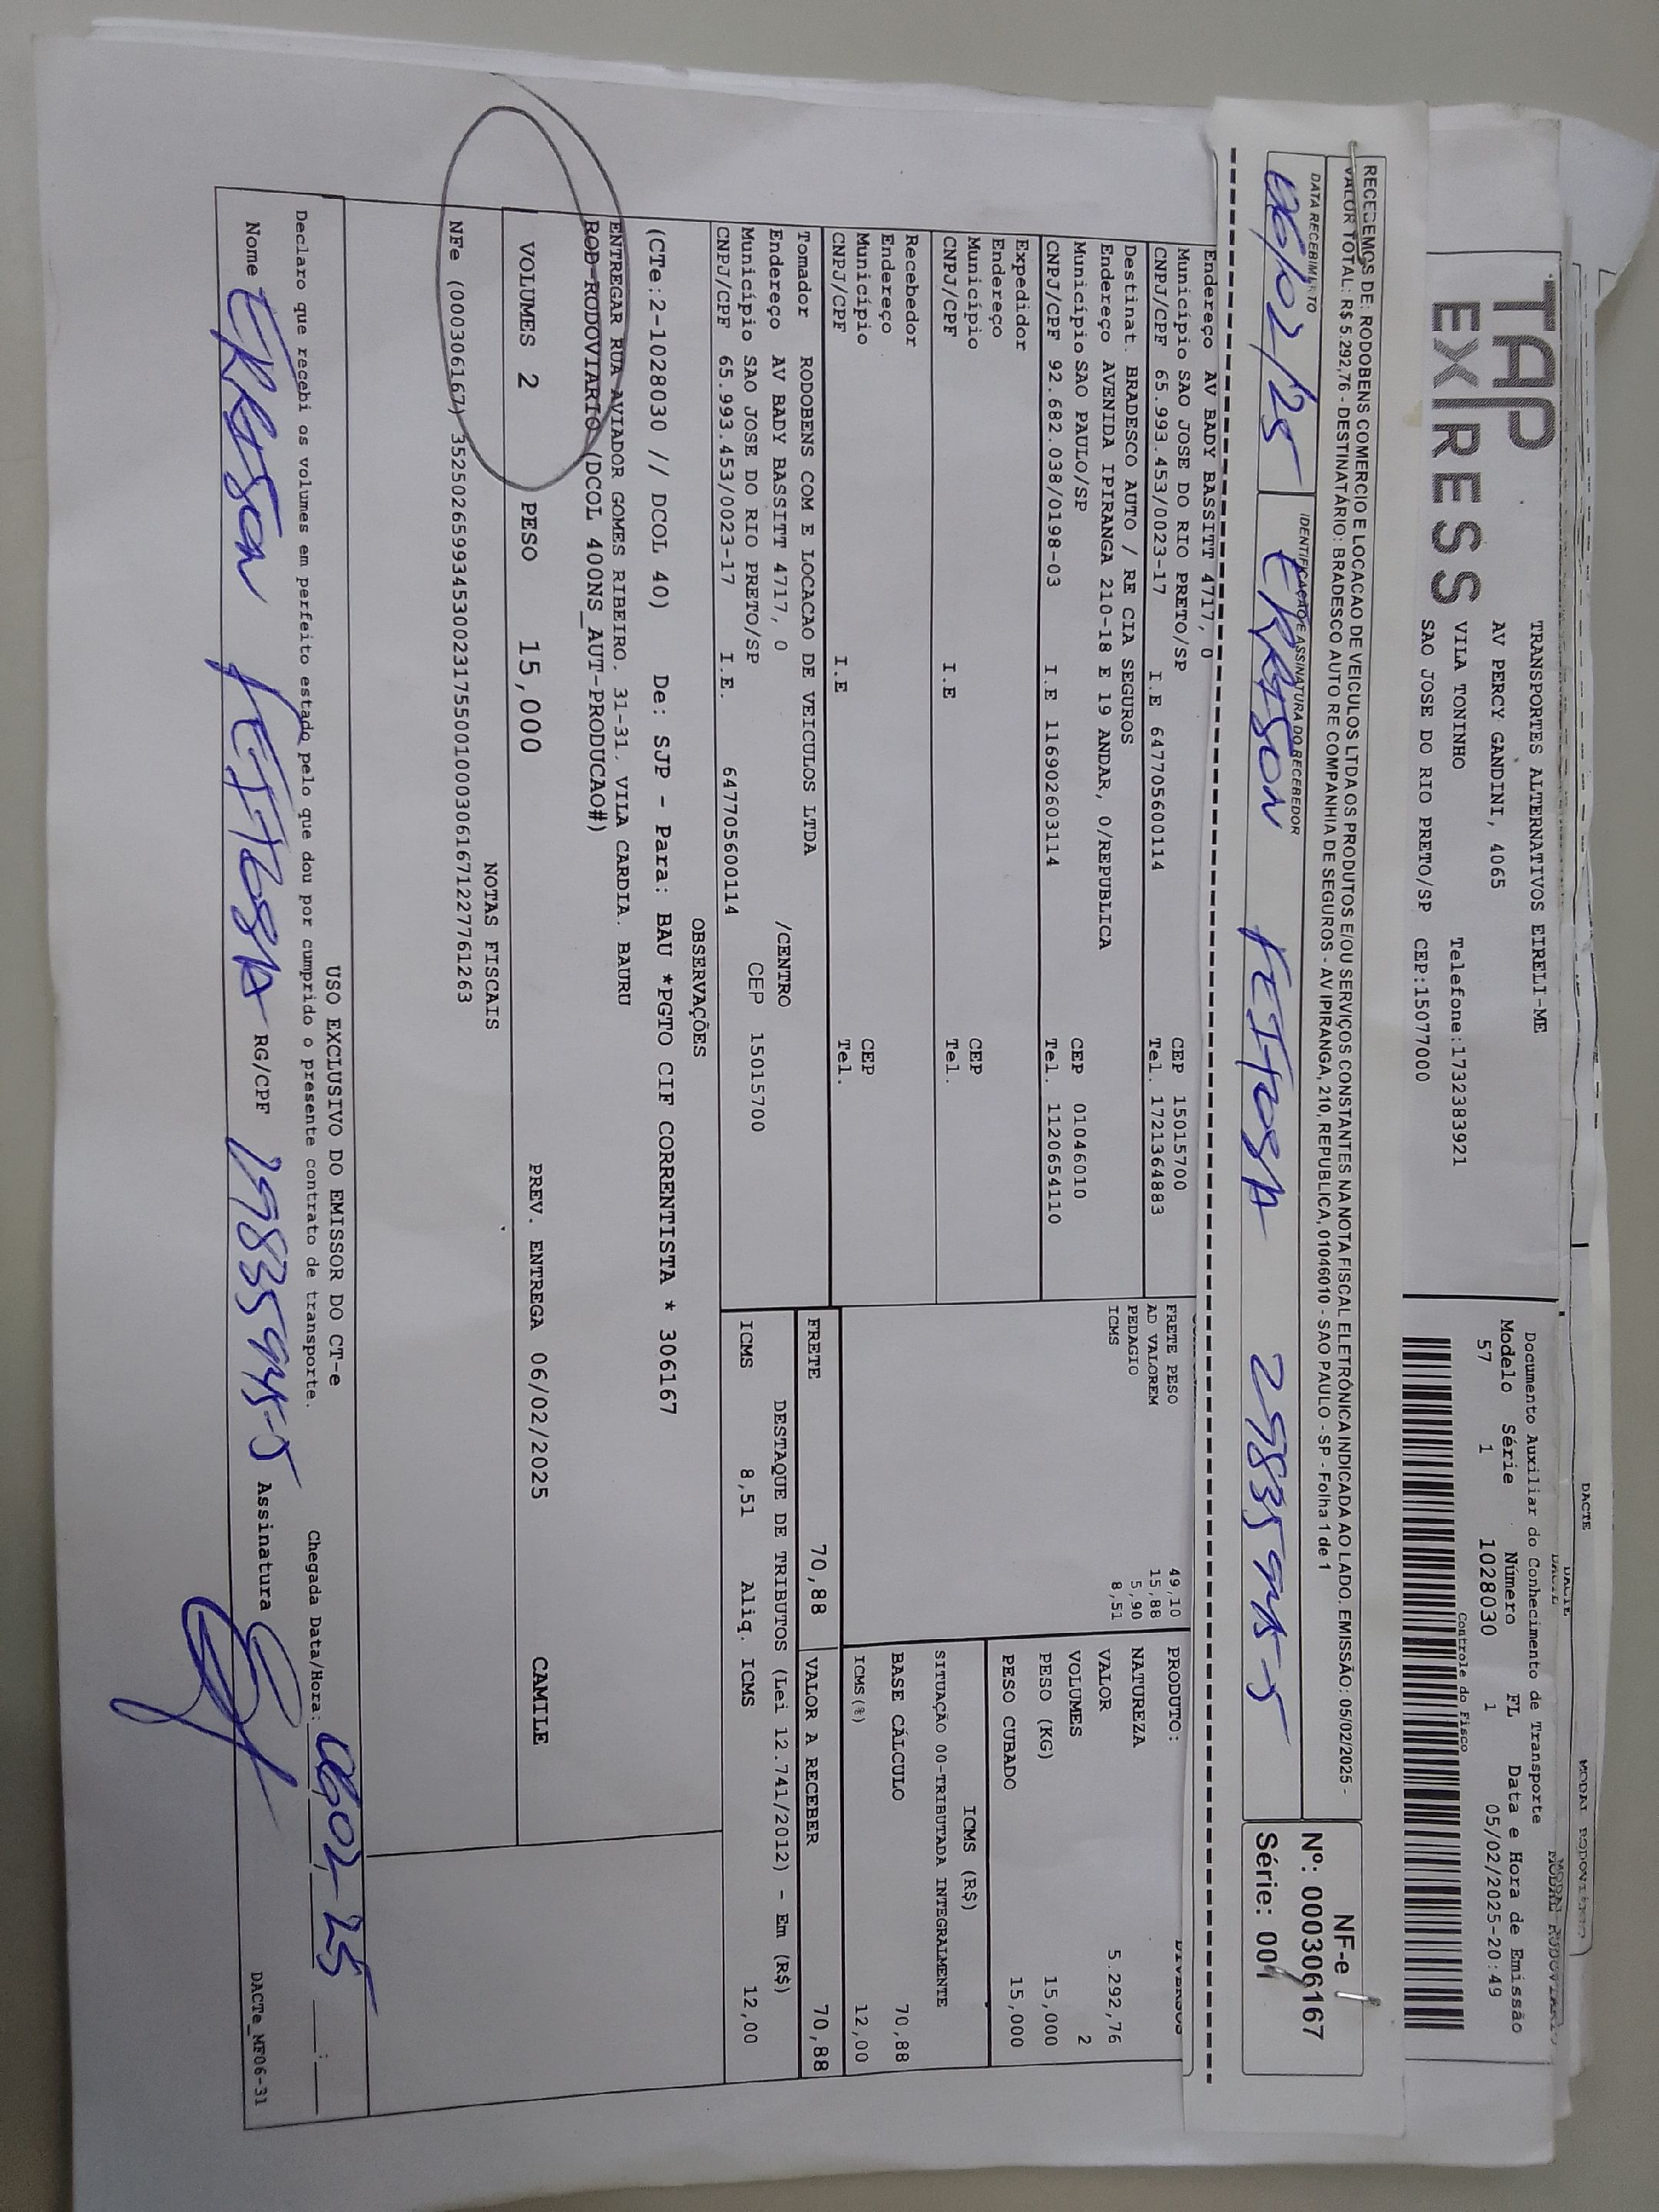 DACTE
MODAL RODOVIARIO
TAP EXPRESS
TRANSPORTES ALTERNATIVOS EIRELI-ME
AV PERCY GANDINI, 4065
VILA TONINHO Telefone:1732383921
SAO JOSE DO RIO PRETO/SP CEP:15077000
Documento Auxiliar do Conhecimento de Transporte
Modelo Série Número FL Data e Hora de Emissão
57 1 1028030 1 05/02/2025-20:49
Controle do Fisco
RECEBEMOS DE: RODOBENS COMERCIO E LOCACAO DE VEICULOS LTDA OS PRODUTOS E/OU SERVIÇOS CONSTANTES NA NOTA FISCAL ELETRÔNICA INDICADA AO LADO. EMISSÃO: 05/02/2025 -
VALOR TOTAL: R$ 5.292,76 - DESTINATÁRIO: BRADESCO AUTO RE COMPANHIA DE SEGUROS - AV IPIRANGA, 210, REPUBLICA, 01046010 - SAO PAULO - SP - Folha 1 de 1
DATA RECEBIMENTO IDENTIFICAÇÃO E ASSINATURA DO RECEBEDOR
06/02/25 ERKSON FEITOSA 29835945-5
NF-e
Nº: 000306167
Série: 001
Endereço AV BADY BASSITT 4717, 0
Município SAO JOSE DO RIO PRETO/SP CEP 15015700
CNPJ/CPF 65.993.453/0023-17 I.E 647705600114 Tel. 1721364883
Destinat. BRADESCO AUTO / RE CIA SEGUROS
Endereço AVENIDA IPIRANGA 210-18 E 19 ANDAR, 0/REPUBLICA
Município SAO PAULO/SP CEP 01046010
CNPJ/CPF 92.682.038/0198-03 I.E 116902603114 Tel. 1120654110
Expedidor
Endereço
Município CEP
CNPJ/CPF I.E Tel.
Recebedor
Endereço
Município CEP
CNPJ/CPF I.E Tel.
Tomador RODOBENS COM E LOCACAO DE VEICULOS LTDA
Endereço AV BADY BASSITT 4717, 0 /CENTRO
Município SAO JOSE DO RIO PRETO/SP CEP 15015700
CNPJ/CPF 65.993.453/0023-17 I.E. 647705600114
FRETE PESO 49,10
AD VALOREM 15,88
PEDAGIO 5,90
ICMS 8,51
PRODUTO: DIVERSOS
NATUREZA
VALOR 5.292,76
VOLUMES 2
PESO (KG) 15,000
PESO CUBADO 15,000
ICMS (R$)
SITUAÇÃO 00-TRIBUTADA INTEGRALMENTE
BASE CÁLCULO 70,88
ICMS(%) 12,00
FRETE 70,88 VALOR A RECEBER 70,88
DESTAQUE DE TRIBUTOS (Lei 12.741/2012) - Em (R$)
ICMS 8,51 Aliq. ICMS 12,00
OBSERVAÇÕES
(CTe:2-1028030 // DCOL 40) De: SJP - Para: BAU *PGTO CIF CORRENTISTA * 306167
ENTREGAR RUA AVIADOR GOMES RIBEIRO, 31-31, VILA CARDIA. BAURU
ROD-RODOVIARIO (DCOL 400NS_AUT-PRODUCAO#)
VOLUMES 2 PESO 15,000 PREV. ENTREGA 06/02/2025 CAMILE
NOTAS FISCAIS
NFe (000306167) 35250265993453002317550010003061671227761263
USO EXCLUSIVO DO EMISSOR DO CT-e
Declaro que recebi os volumes em perfeito estado pelo que dou por cumprido o presente contrato de transporte. Chegada Data/Hora: 06/02/25 __:__
Nome ERKSON FEITOSA RG/CPF 29835945-5 Assinatura
DACTe_MF06-31